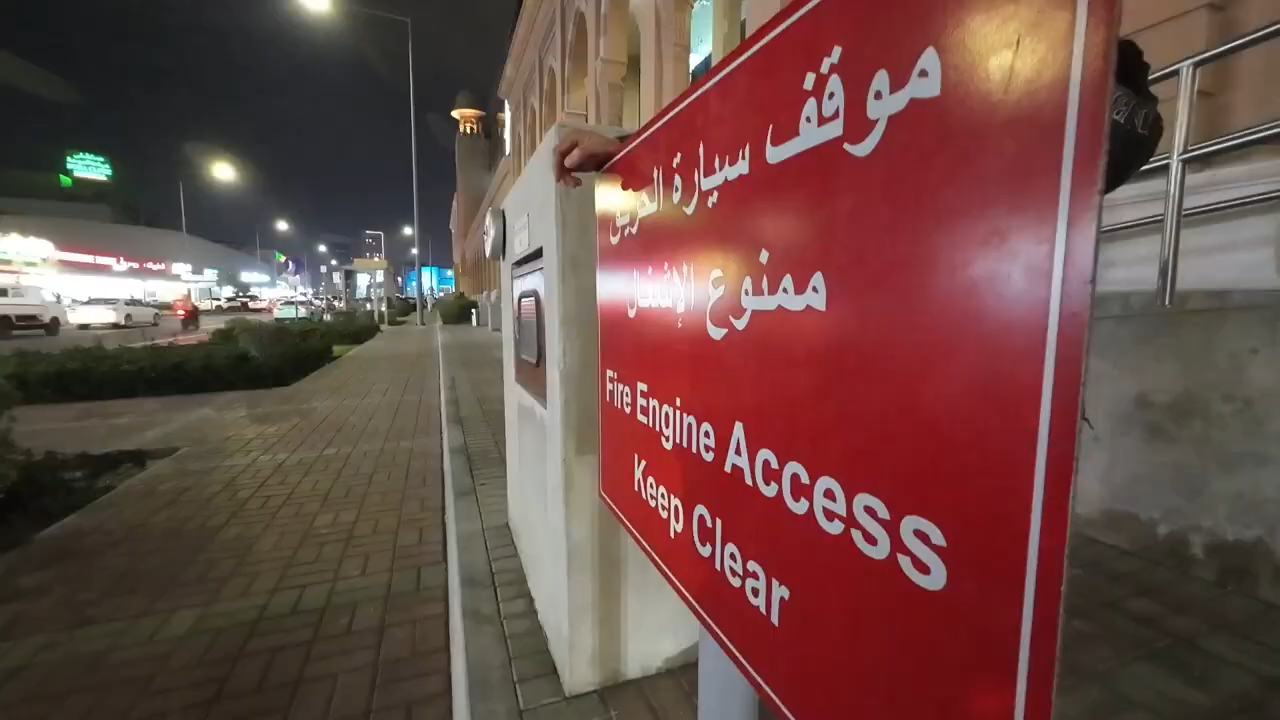 موقف سيارة الحريق
ممنوع الإشغال
Fire Engine Access
Keep Clear